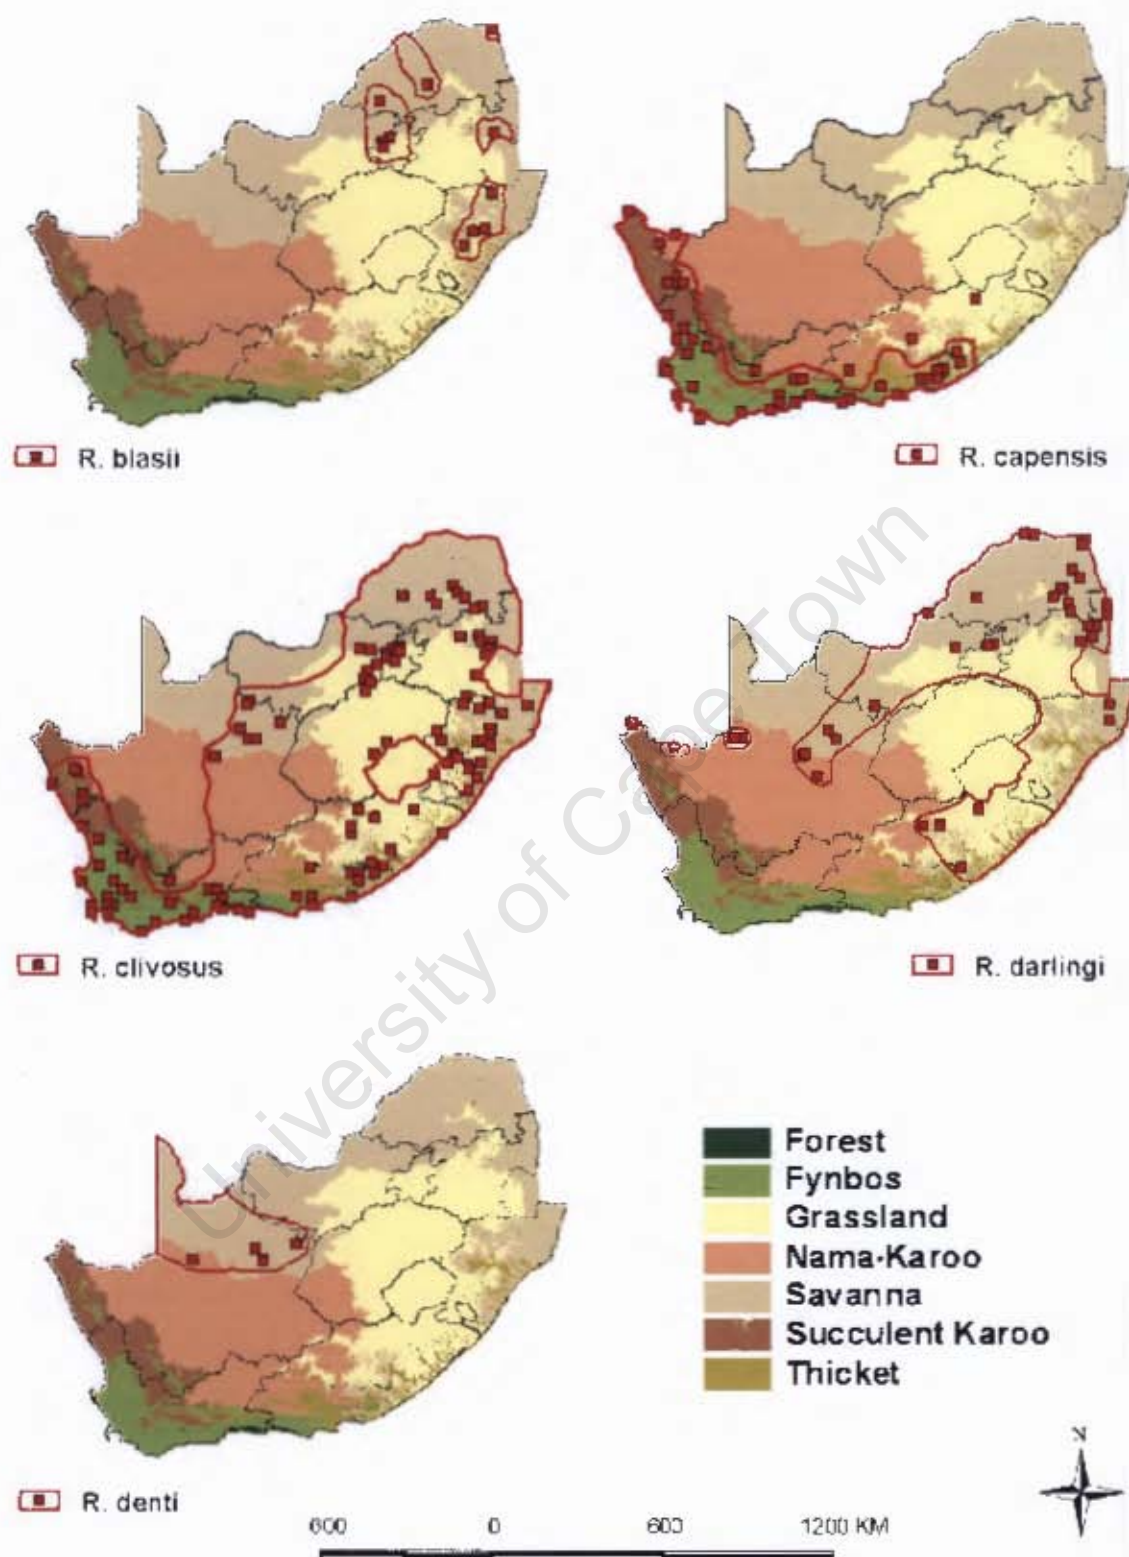 R. blasii
R. capensis
R. clivosus
R. darlingi
University of Cape Town
R. denti
Forest
Fynbos
Grassland
Nama-Karoo
Savanna
Succulent Karoo
Thicket
N
600 0 600 1200 KM